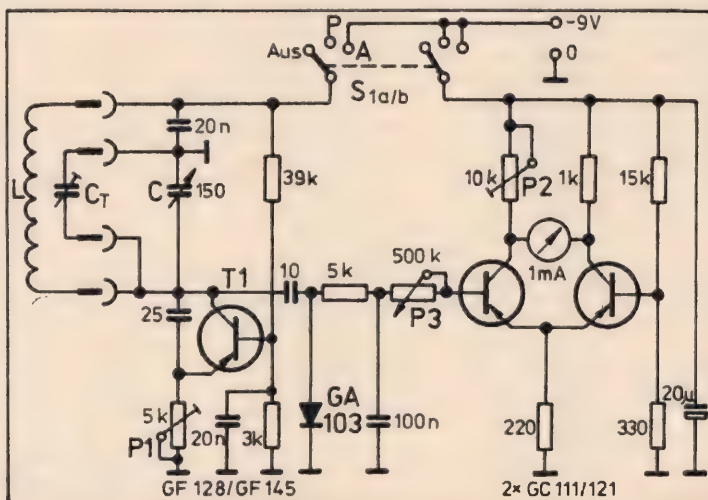 P
-9V
Aus
A
0
S1a/b
20n
39k
10k
P2
1k
15k
L
CT
C
150
1mA
T1
10
5k
500k
P3
25
5k
P1
20n
3k
GA
103
100n
220
330
20µ
GF 128/GF 145
2× GC 111/121